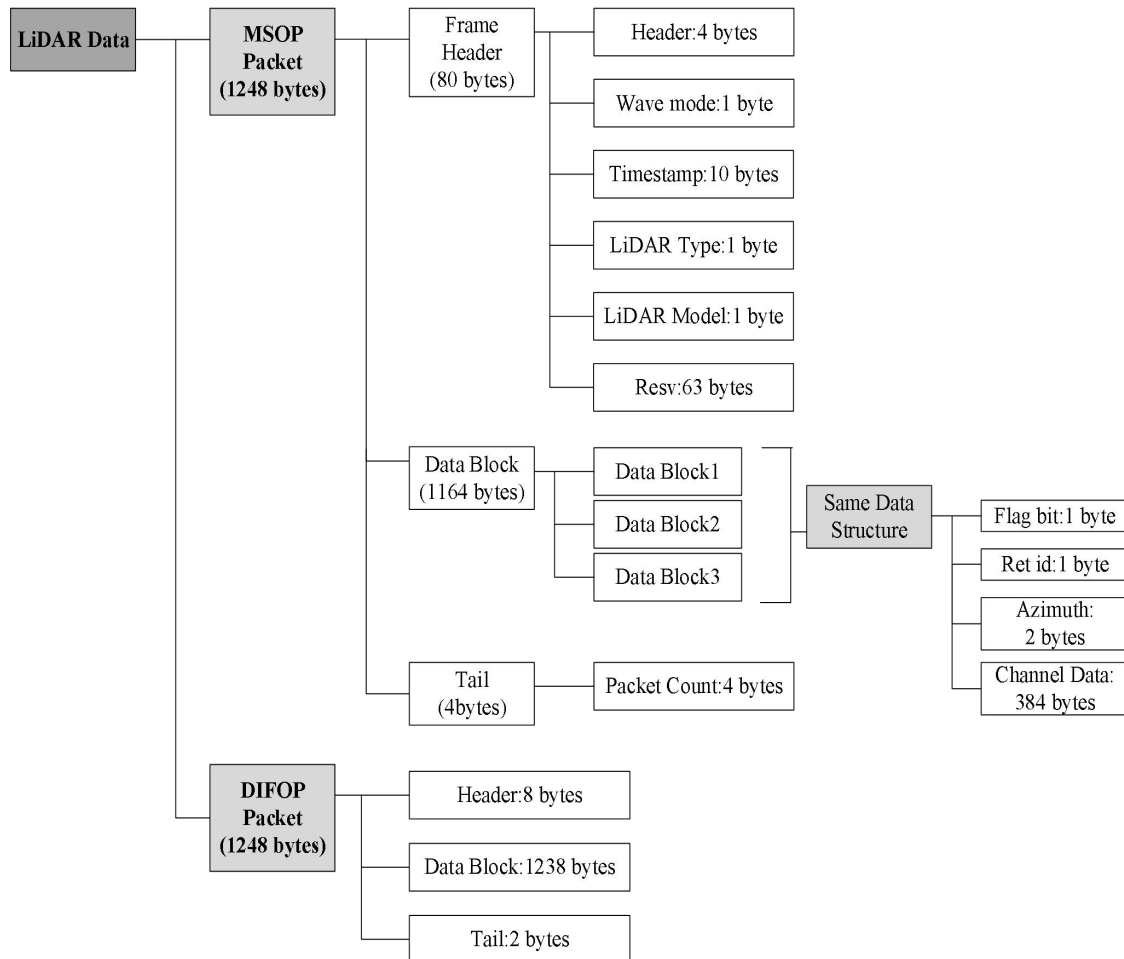 LiDAR Data
MSOP
Packet
(1248 bytes)
Frame
Header
(80 bytes)
Header:4 bytes
Wave mode:1 byte
Timestamp:10 bytes
LiDAR Type:1 byte
LiDAR Model:1 byte
Resv:63 bytes
Data Block
(1164 bytes)
Data Block1
Data Block2
Data Block3
Same Data
Structure
Flag bit:1 byte
Ret id:1 byte
Azimuth:
2 bytes
Channel Data:
384 bytes
Tail
(4bytes)
Packet Count:4 bytes
DIFOP
Packet
(1248 bytes)
Header:8 bytes
Data Block:1238 bytes
Tail:2 bytes